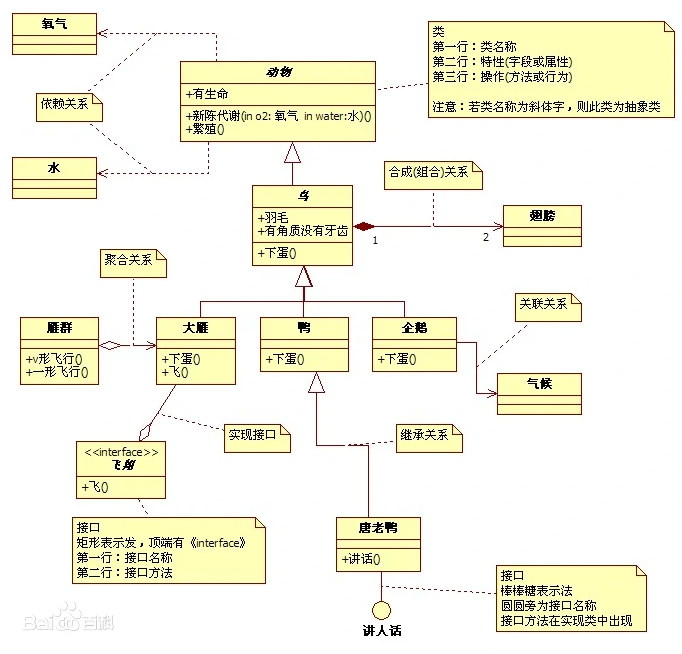 氧气
类
第一行：类名称
第二行：特性(字段或属性)
第三行：操作(方法或行为)
注意：若类名称为斜体字，则此类为抽象类
动物
+有生命
+新陈代谢(in o2: 氧气 in water:水)()
+繁殖()
依赖关系
水
合成(组合)关系
鸟
+羽毛
+有角质没有牙齿
+下蛋()
1
2
翅膀
聚合关系
关联关系
雁群
+v形飞行()
+一形飞行()
大雁
+下蛋()
+飞()
鸭
+下蛋()
企鹅
+下蛋()
气候
实现接口
继承关系
<<interface>>
飞翔
+飞()
接口
矩形表示发，顶端有《interface》
第一行：接口名称
第二行：接口方法
唐老鸭
+讲话()
接口
棒棒糖表示法
圆圆旁为接口名称
接口方法在实现类中出现
讲人话
Baidu百科